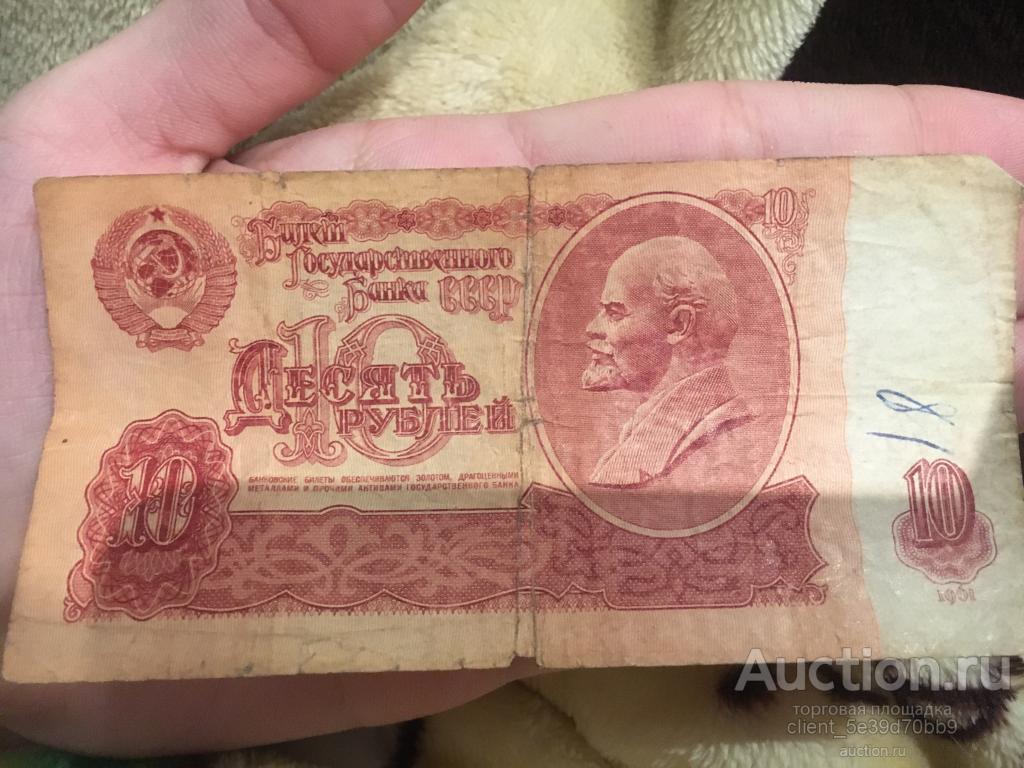 Билет
Государственного
Банка СССР
10
10
Десять
рублей
10
БАНКОВСКИЕ БИЛЕТЫ ОБЕСПЕЧИВАЮТСЯ ЗОЛОТОМ, ДРАГОЦЕННЫМИ
МЕТАЛЛАМИ И ПРОЧИМИ АКТИВАМИ ГОСУДАРСТВЕННОГО БАНКА
18
10
1961
Auction.ru
торговая площадка
client_5e39d70bb9
auction.ru